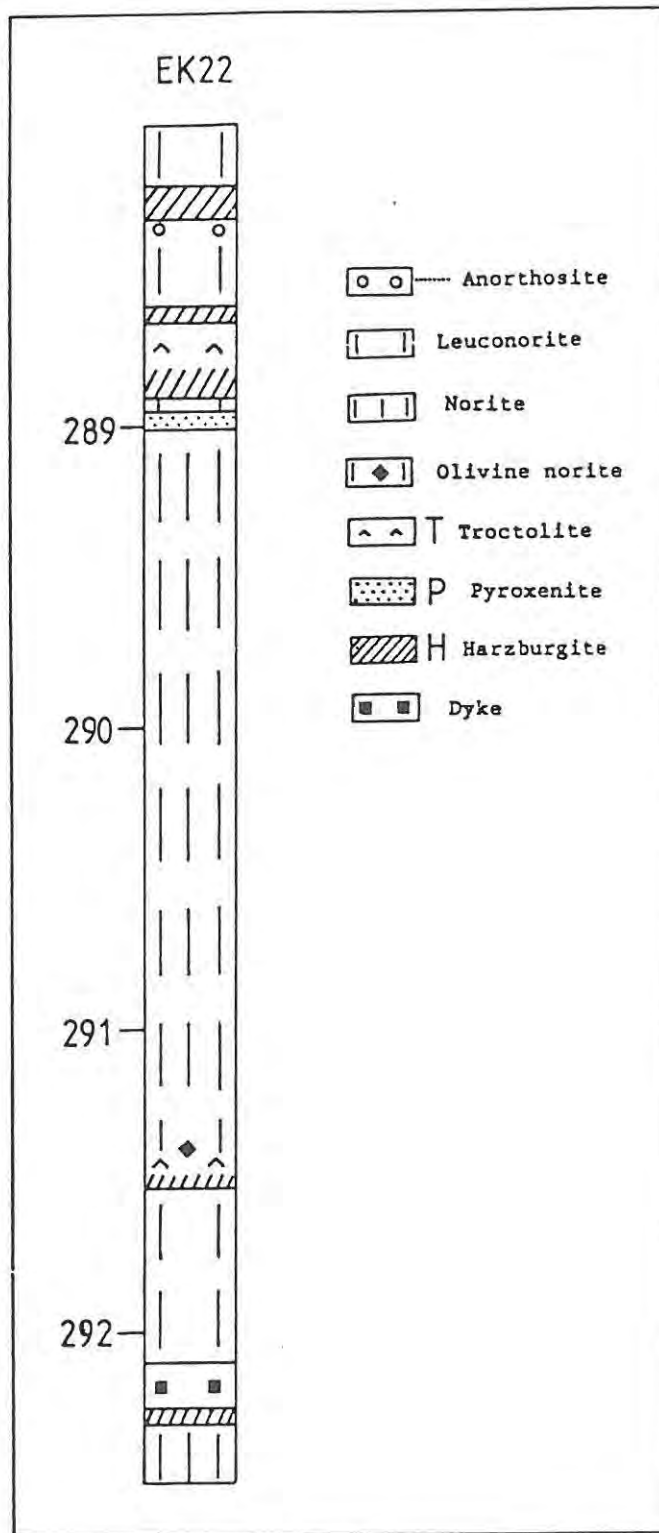 EK22
Anorthosite
Leuconorite
Norite
Olivine norite
T Troctolite
P Pyroxenite
H Harzburgite
Dyke
289
290
291
292